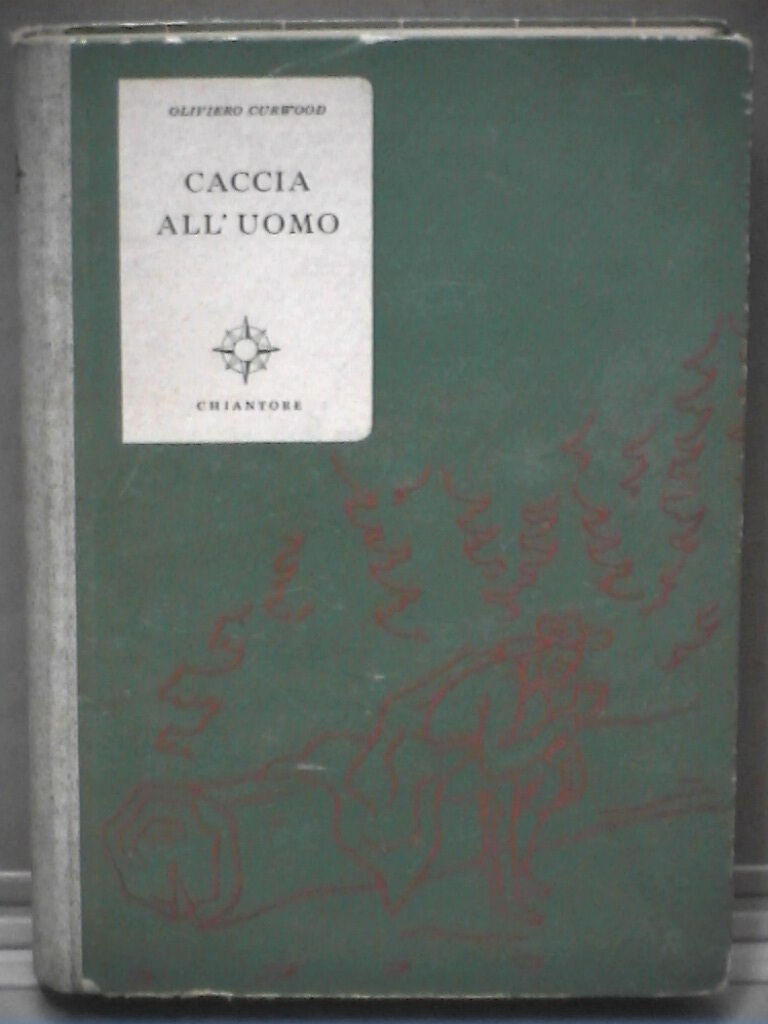 OLIVIERO CURWOOD
CACCIA
ALL' UOMO
CHIANTORE